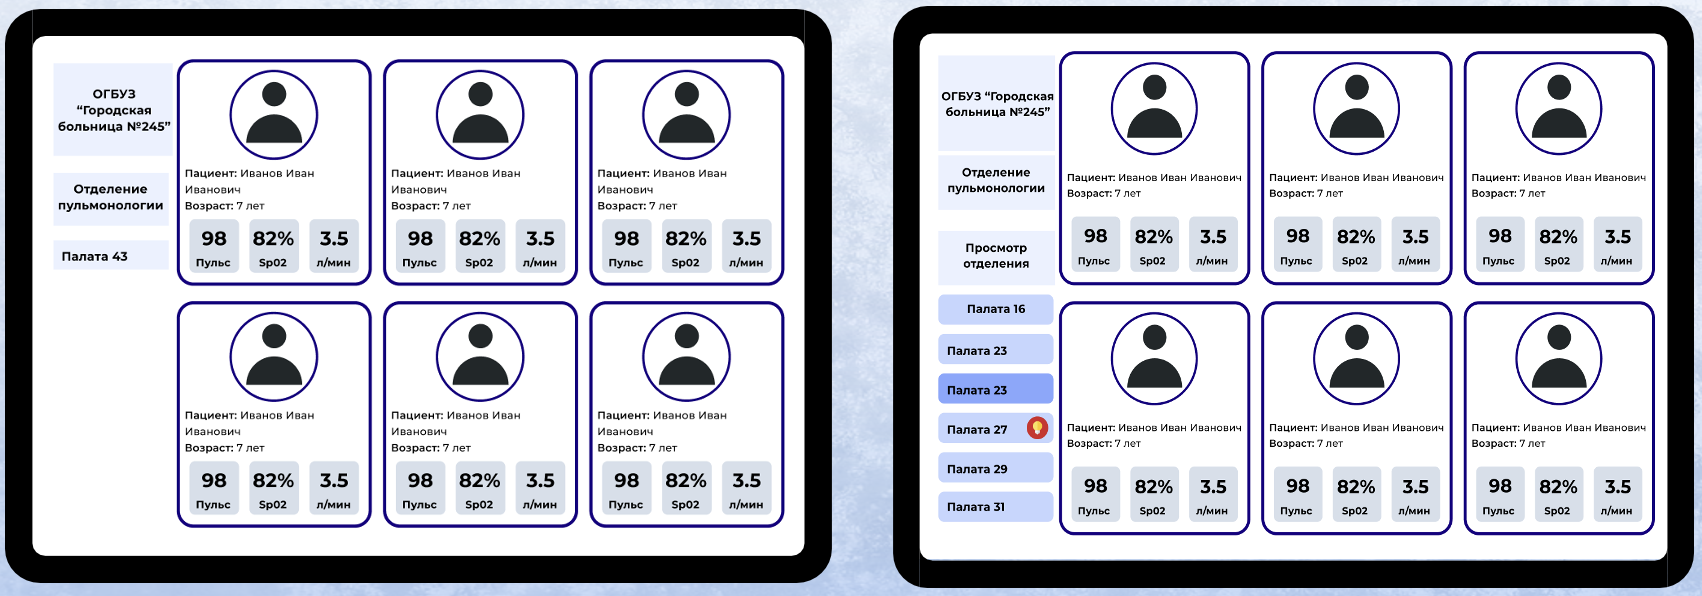 ОГБУЗ
“Городская
больница №245”
Отделение
пульмонологии
Палата 43
Пациент: Иванов Иван
Иванович
Возраст: 7 лет
98 82% 3.5
Пульс Sp02 л/мин
Пациент: Иванов Иван
Иванович
Возраст: 7 лет
98 82% 3.5
Пульс Sp02 л/мин
Пациент: Иванов Иван
Иванович
Возраст: 7 лет
98 82% 3.5
Пульс Sp02 л/мин
Пациент: Иванов Иван
Иванович
Возраст: 7 лет
98 82% 3.5
Пульс Sp02 л/мин
Пациент: Иванов Иван
Иванович
Возраст: 7 лет
98 82% 3.5
Пульс Sp02 л/мин
Пациент: Иванов Иван
Иванович
Возраст: 7 лет
98 82% 3.5
Пульс Sp02 л/мин
ОГБУЗ “Городская
больница №245”
Отделение
пульмонологии
Просмотр
отделения
Палата 16
Палата 23
Палата 23
Палата 27
Палата 29
Палата 31
Пациент: Иванов Иван Иванович
Возраст: 7 лет
98 82% 3.5
Пульс Sp02 л/мин
Пациент: Иванов Иван Иванович
Возраст: 7 лет
98 82% 3.5
Пульс Sp02 л/мин
Пациент: Иванов Иван Иванович
Возраст: 7 лет
98 82% 3.5
Пульс Sp02 л/мин
Пациент: Иванов Иван Иванович
Возраст: 7 лет
98 82% 3.5
Пульс Sp02 л/мин
Пациент: Иванов Иван Иванович
Возраст: 7 лет
98 82% 3.5
Пульс Sp02 л/мин
Пациент: Иванов Иван Иванович
Возраст: 7 лет
98 82% 3.5
Пульс Sp02 л/мин